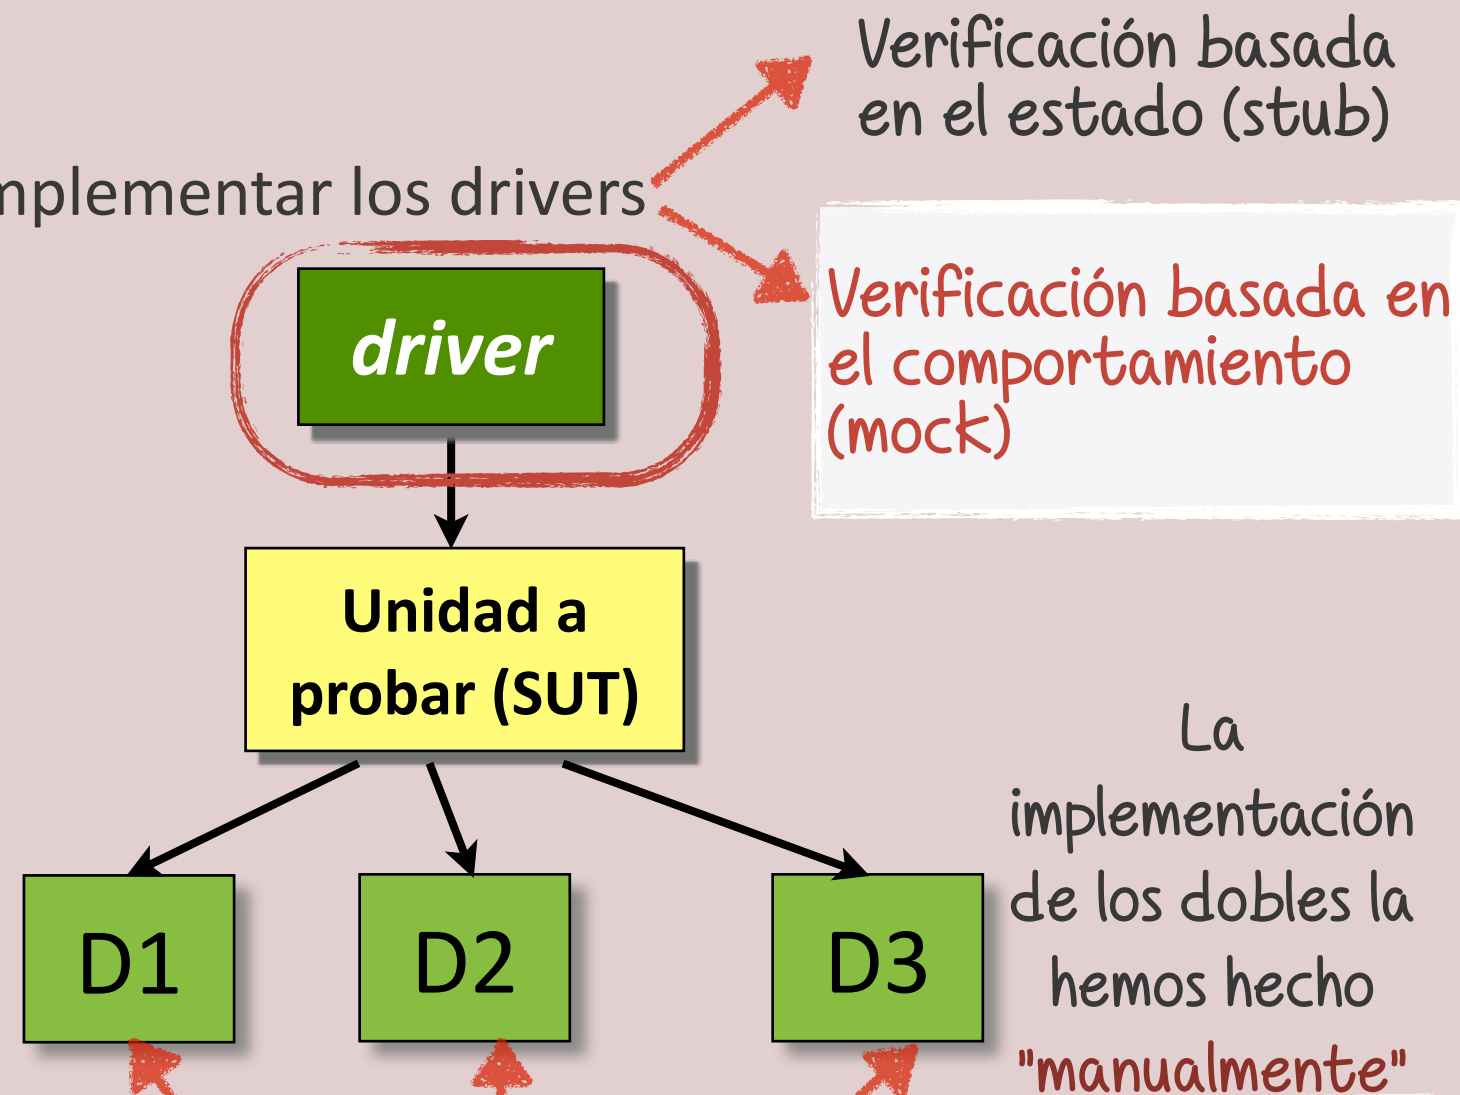 Verificación basada
en el estado (stub)
mplementar los drivers
Verificación basada en
el comportamiento
(mock)
driver
Unidad a
probar (SUT)
La
implementación
de los dobles la
hemos hecho
"manualmente"
D1
D2
D3